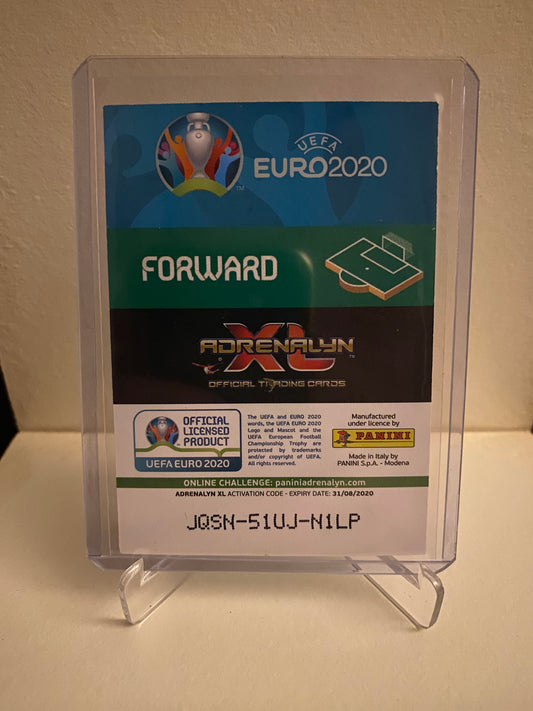 UEFA
EURO2020
TM
FORWARD
ADRENALYN XL
TM
OFFICIAL TRADING CARDS
OFFICIAL
LICENSED
PRODUCT
UEFA EURO 2020
The UEFA and EURO 2020
words, the UEFA EURO 2020
Logo and Mascot and the
UEFA European Football
Championship Trophy are
protected by trademarks
and/or copyright of UEFA.
All rights reserved.
Manufactured
under licence by
PANINI
Made in Italy by
PANINI S.p.A. - Modena
ONLINE CHALLENGE: paniniadrenalyn.com
ADRENALYN XL ACTIVATION CODE - EXPIRY DATE: 31/08/2020
JQSN-51UJ-N1LP